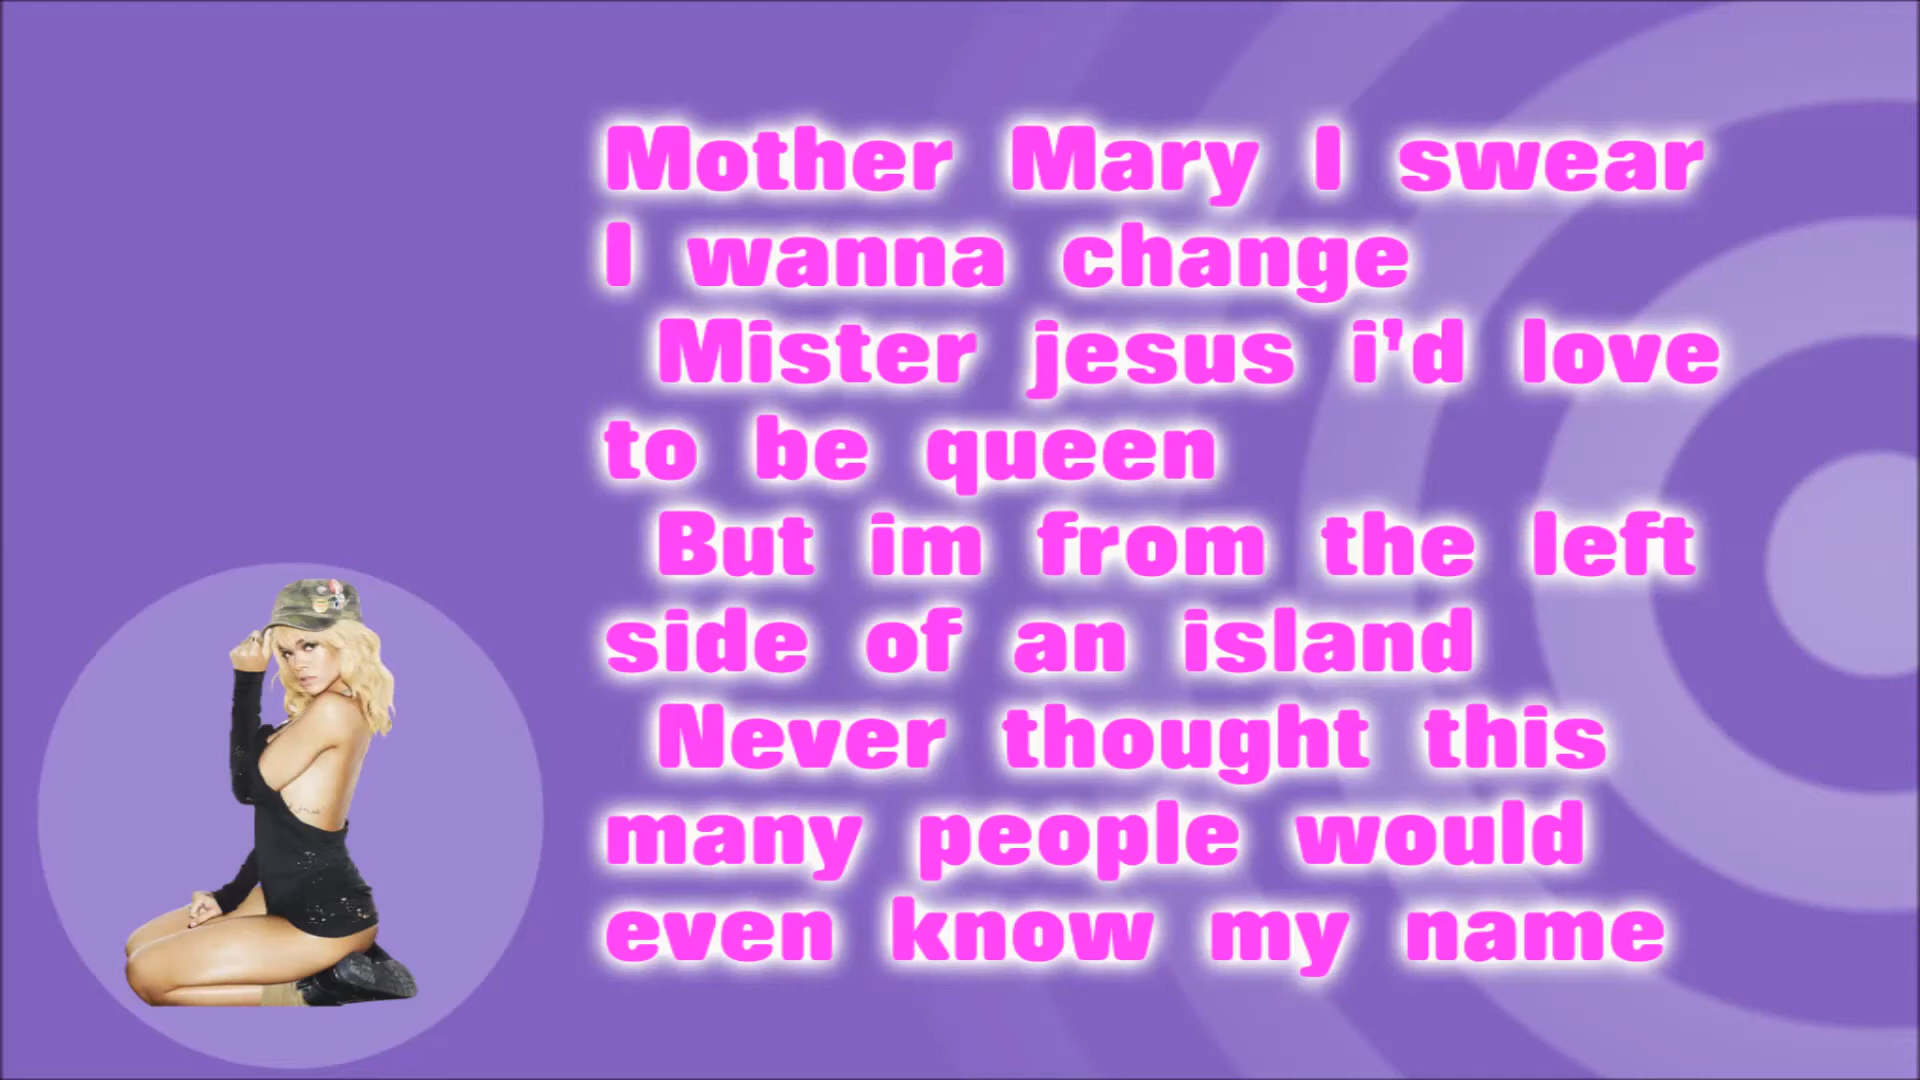 Mother Mary I swear
I wanna change
Mister jesus i'd love
to be queen
But im from the left
side of an island
Never thought this
many people would
even know my name